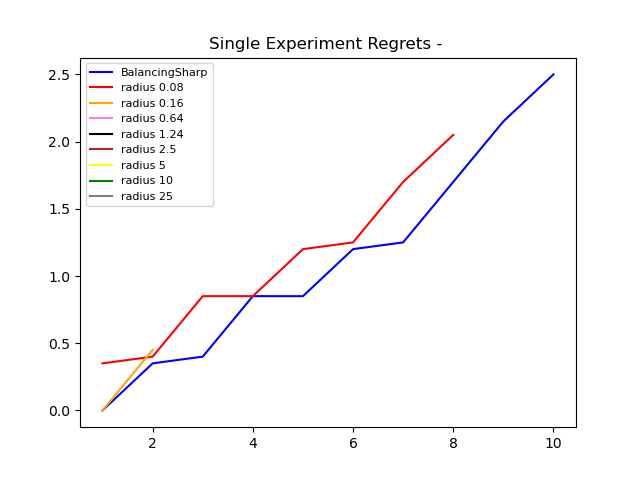 Single Experiment Regrets -
BalancingSharp
radius 0.08
radius 0.16
radius 0.64
radius 1.24
radius 2.5
radius 5
radius 10
radius 25
2.5
2.0
1.5
1.0
0.5
0.0
2 4 6 8 10